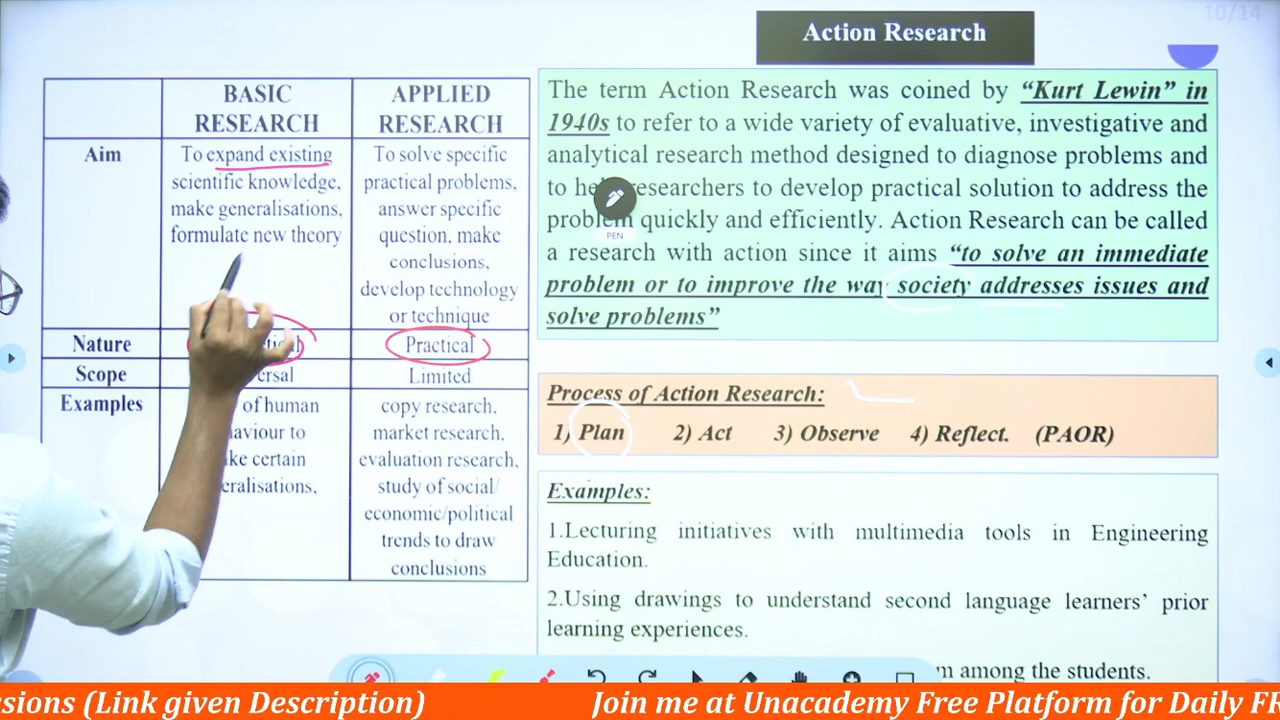 10/14
Action Research
BASIC
RESEARCH
APPLIED
RESEARCH
Aim
To expand existing
scientific knowledge,
make generalisations,
formulate new theory
To solve specific
practical problems,
answer specific
question, make
conclusions,
develop technology
or technique
Nature
Practical
Scope
Limited
Examples
of human
to
certain
copy research,
market research,
evaluation research,
study of social/
economic/political
trends to draw
conclusions
The term Action Research was coined by “Kurt Lewin” in
1940s to refer to a wide variety of evaluative, investigative and
analytical research method designed to diagnose problems and
to researchers to develop practical solution to address the
problem quickly and efficiently. Action Research can be called
a research with action since it aims “to solve an immediate
problem or to improve the way society addresses issues and
solve problems”
PEN
Process of Action Research:
1) Plan 2) Act 3) Observe 4) Reflect. (PAOR)
Examples:
1.Lecturing initiatives with multimedia tools in Engineering
Education.
2.Using drawings to understand second language learners’ prior
learning experiences.
among the students.
ssions (Link given Description) Join me at Unacademy Free Platform for Daily FR